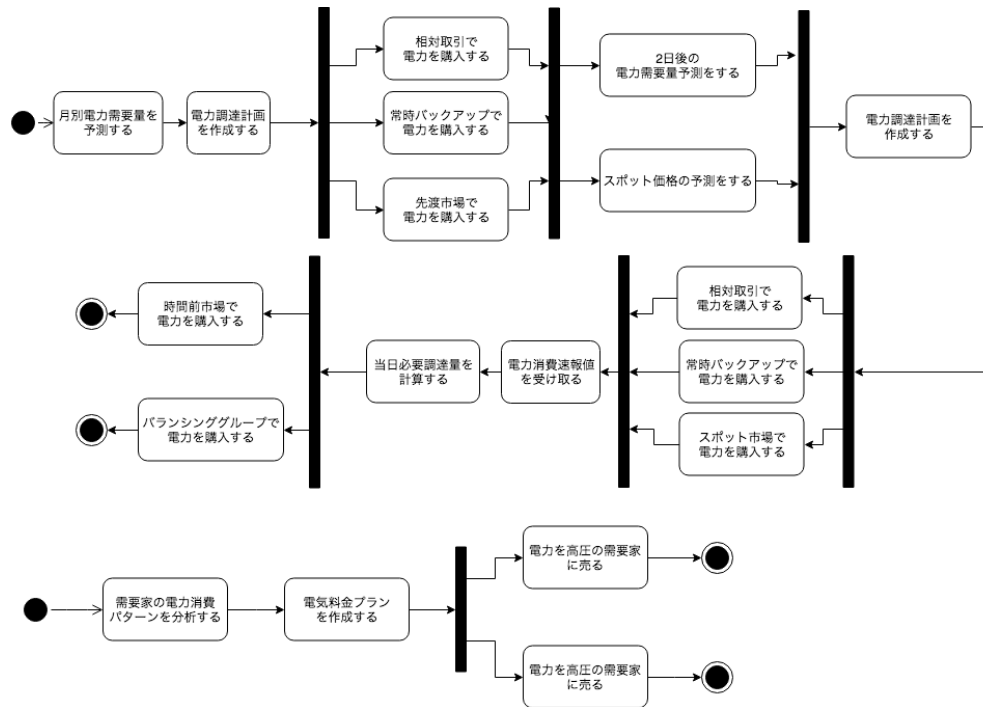 月別電力需要量を
予測する
電力調達計画
を作成する
相対取引で
電力を購入する
常時バックアップで
電力を購入する
先渡市場で
電力を購入する
2日後の
電力需要量予測をする
スポット価格の予測をする
電力調達計画を
作成する
相対取引で
電力を購入する
常時バックアップで
電力を購入する
スポット市場で
電力を購入する
電力消費速報値
を受け取る
当日必要調達量を
計算する
時間前市場で
電力を購入する
バランシンググループで
電力を購入する
需要家の電力消費
パターンを分析する
電気料金プラン
を作成する
電力を高圧の需要家
に売る
電力を高圧の需要家
に売る